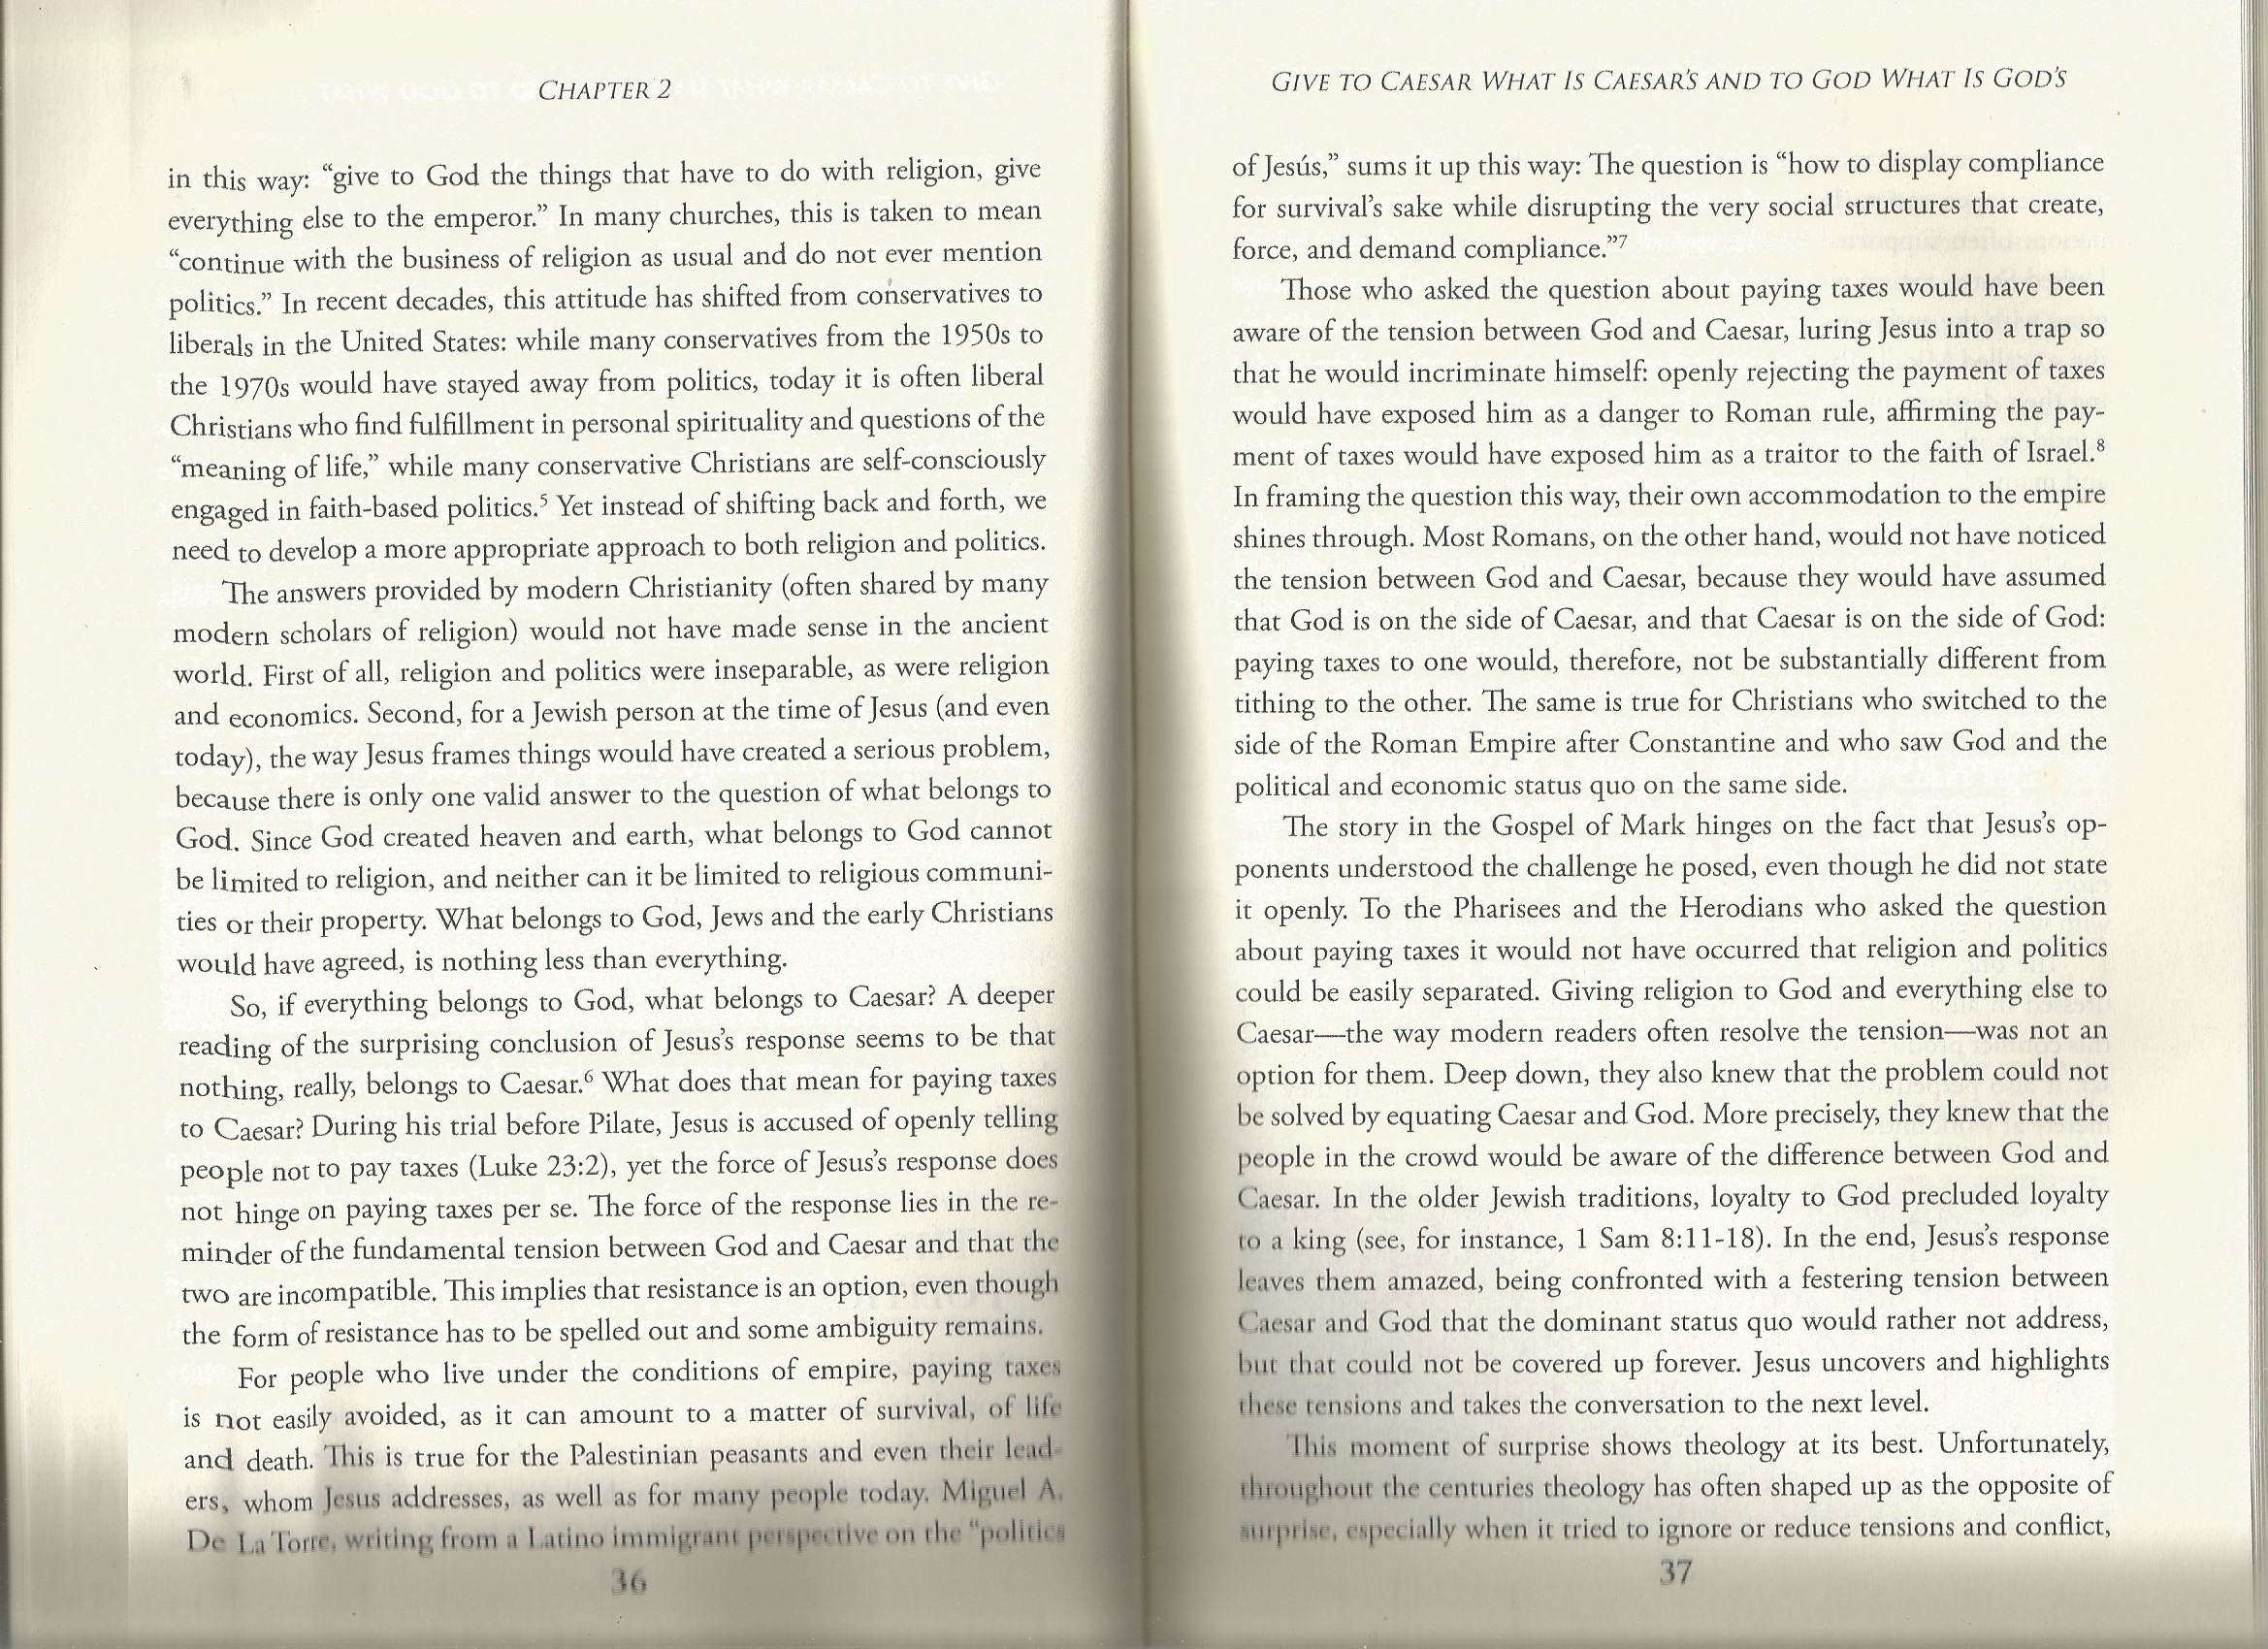 CHAPTER 2
in this way: “give to God the things that have to do with religion, give
everything else to the emperor.” In many churches, this is taken to mean
“continue with the business of religion as usual and do not ever mention
politics.” In recent decades, this attitude has shifted from conservatives to
liberals in the United States: while many conservatives from the 1950s to
the 1970s would have stayed away from politics, today it is often liberal
Christians who find fulfillment in personal spirituality and questions of the
“meaning of life,” while many conservative Christians are self-consciously
engaged in faith-based politics.⁵ Yet instead of shifting back and forth, we
need to develop a more appropriate approach to both religion and politics.
The answers provided by modern Christianity (often shared by many
modern scholars of religion) would not have made sense in the ancient
world. First of all, religion and politics were inseparable, as were religion
and economics. Second, for a Jewish person at the time of Jesus (and even
today), the way Jesus frames things would have created a serious problem,
because there is only one valid answer to the question of what belongs to
God. Since God created heaven and earth, what belongs to God cannot
be limited to religion, and neither can it be limited to religious communi-
ties or their property. What belongs to God, Jews and the early Christians
would have agreed, is nothing less than everything.
So, if everything belongs to God, what belongs to Caesar? A deeper
reading of the surprising conclusion of Jesus’s response seems to be that
nothing, really, belongs to Caesar.⁶ What does that mean for paying taxes
to Caesar? During his trial before Pilate, Jesus is accused of openly telling
people not to pay taxes (Luke 23:2), yet the force of Jesus’s response does
not hinge on paying taxes per se. The force of the response lies in the re-
minder of the fundamental tension between God and Caesar and that the
two are incompatible. This implies that resistance is an option, even though
the form of resistance has to be spelled out and some ambiguity remains.
For people who live under the conditions of empire, paying taxes
is not easily avoided, as it can amount to a matter of survival, of life
and death. This is true for the Palestinian peasants and even their lead-
ers, whom Jesus addresses, as well as for many people today. Miguel A.
De La Torre, writing from a Latino immigrant perspective on the “politics
36
GIVE TO CAESAR WHAT IS CAESAR’S AND TO GOD WHAT IS GOD’S
of Jesús,” sums it up this way: The question is “how to display compliance
for survival’s sake while disrupting the very social structures that create,
force, and demand compliance.”⁷
Those who asked the question about paying taxes would have been
aware of the tension between God and Caesar, luring Jesus into a trap so
that he would incriminate himself: openly rejecting the payment of taxes
would have exposed him as a danger to Roman rule, affirming the pay-
ment of taxes would have exposed him as a traitor to the faith of Israel.⁸
In framing the question this way, their own accommodation to the empire
shines through. Most Romans, on the other hand, would not have noticed
the tension between God and Caesar, because they would have assumed
that God is on the side of Caesar, and that Caesar is on the side of God:
paying taxes to one would, therefore, not be substantially different from
tithing to the other. The same is true for Christians who switched to the
side of the Roman Empire after Constantine and who saw God and the
political and economic status quo on the same side.
The story in the Gospel of Mark hinges on the fact that Jesus’s op-
ponents understood the challenge he posed, even though he did not state
it openly. To the Pharisees and the Herodians who asked the question
about paying taxes it would not have occurred that religion and politics
could be easily separated. Giving religion to God and everything else to
Caesar—the way modern readers often resolve the tension—was not an
option for them. Deep down, they also knew that the problem could not
be solved by equating Caesar and God. More precisely, they knew that the
people in the crowd would be aware of the difference between God and
Caesar. In the older Jewish traditions, loyalty to God precluded loyalty
to a king (see, for instance, 1 Sam 8:11-18). In the end, Jesus’s response
leaves them amazed, being confronted with a festering tension between
Caesar and God that the dominant status quo would rather not address,
but that could not be covered up forever. Jesus uncovers and highlights
these tensions and takes the conversation to the next level.
This moment of surprise shows theology at its best. Unfortunately,
throughout the centuries theology has often shaped up as the opposite of
surprise, especially when it tried to ignore or reduce tensions and conflict,
37